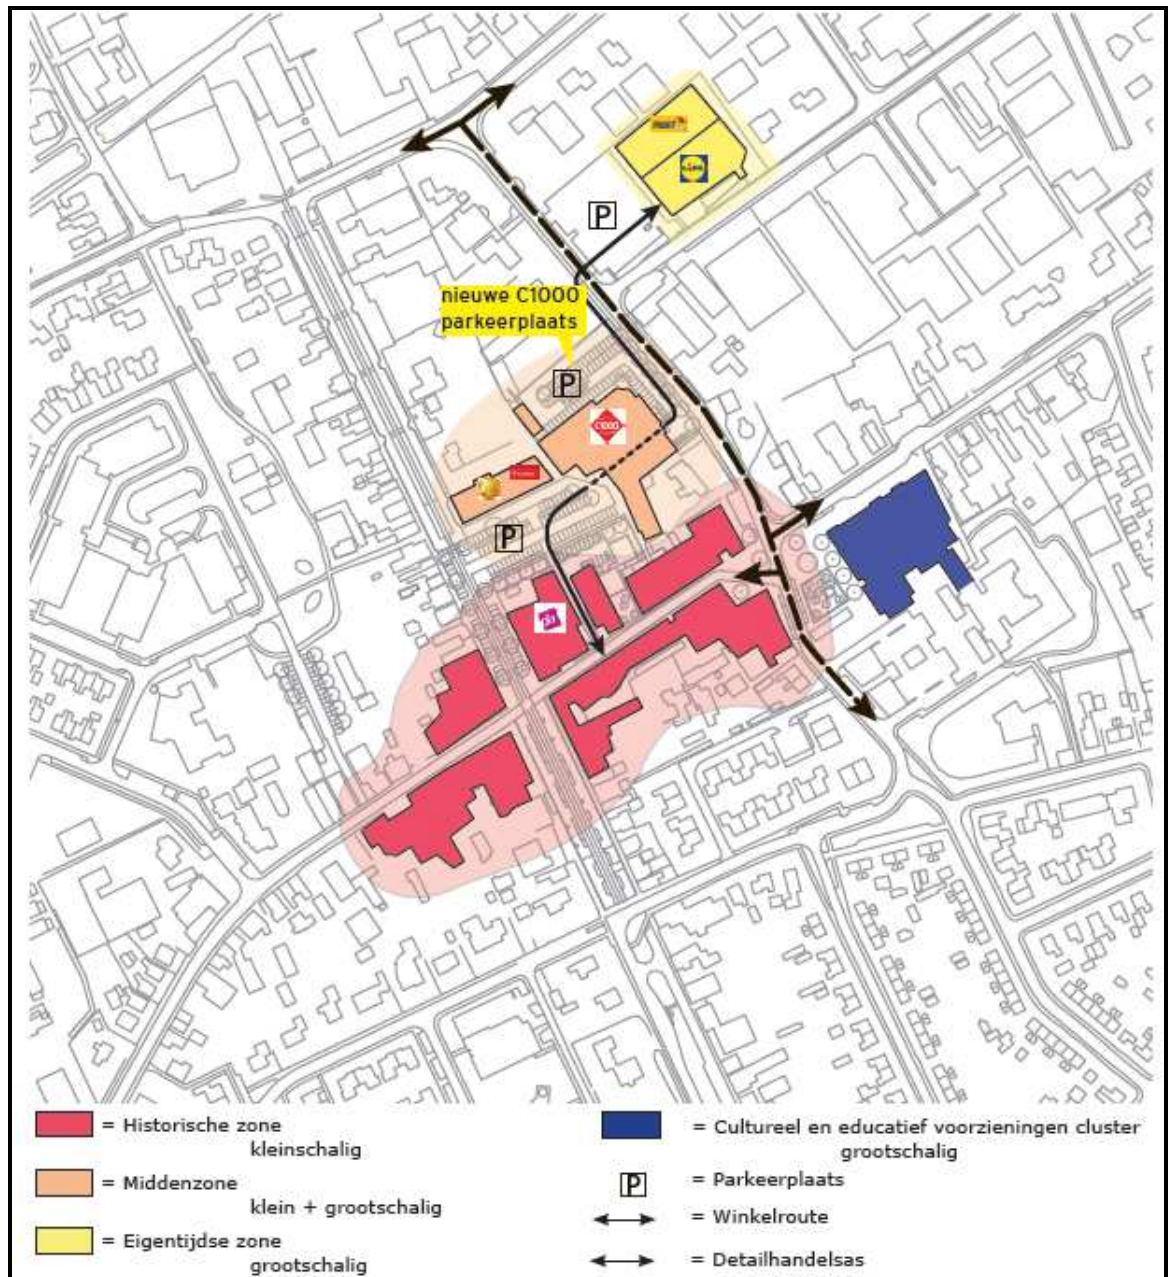 P
nieuwe C1000
parkeerplaats
P
C1000
P
= Historische zone
kleinschalig
= Middenzone
klein + grootschalig
= Eigentijdse zone
grootschalig
= Cultureel en educatief voorzieningen cluster
grootschalig
P
= Parkeerplaats
= Winkelroute
= Detailhandelsas